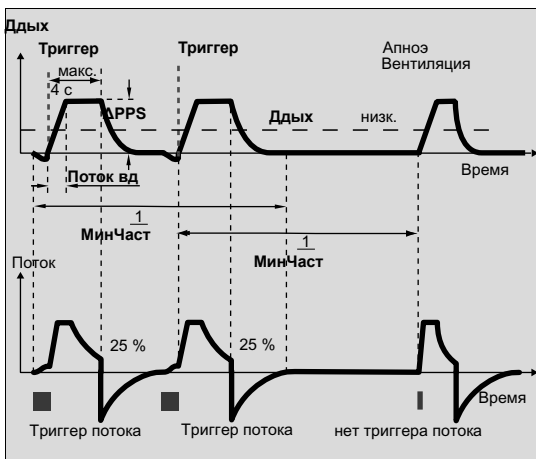 Ддых
Триггер
Триггер
Апноэ
Вентиляция
макс.
4 с
ΔPPS
Ддых
низк.
Поток вд
Время
1
МинЧаст
1
МинЧаст
Поток
25 %
25 %
Время
Триггер потока
Триггер потока
нет триггера потока